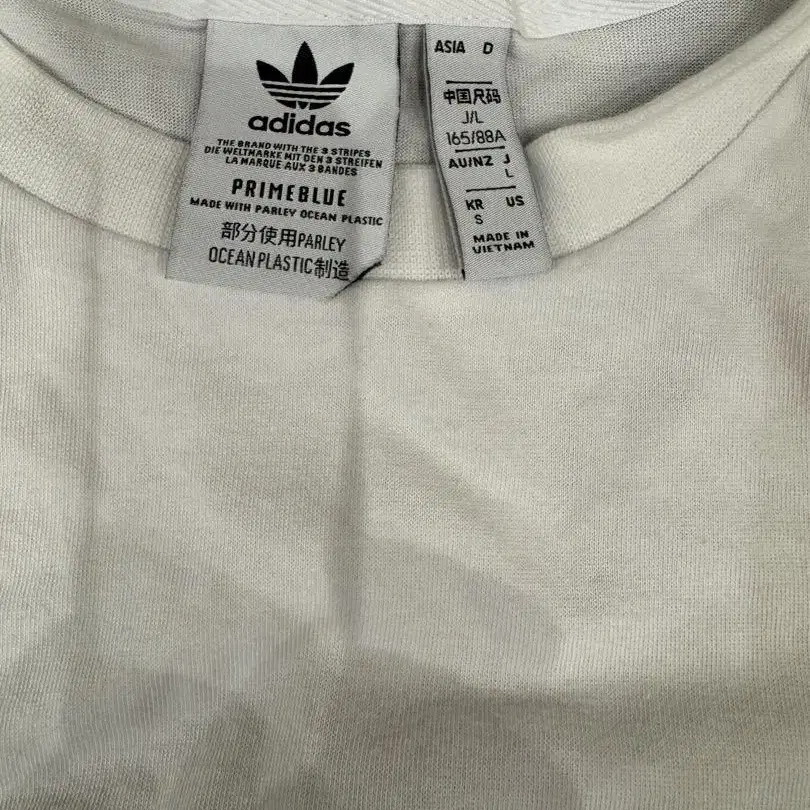 adidas
THE BRAND WITH THE 3 STRIPES
DIE WELTMARKE MIT DEN 3 STREIFEN
LA MARQUE AUX 3 BANDES
PRIMEBLUE
MADE WITH PARLEY OCEAN PLASTIC
部分使用PARLEY
OCEAN PLASTIC制造
ASIA D
中国尺码
J/L
165/88A
AU/NZ J
L
KR US
S
MADE IN
VIETNAM